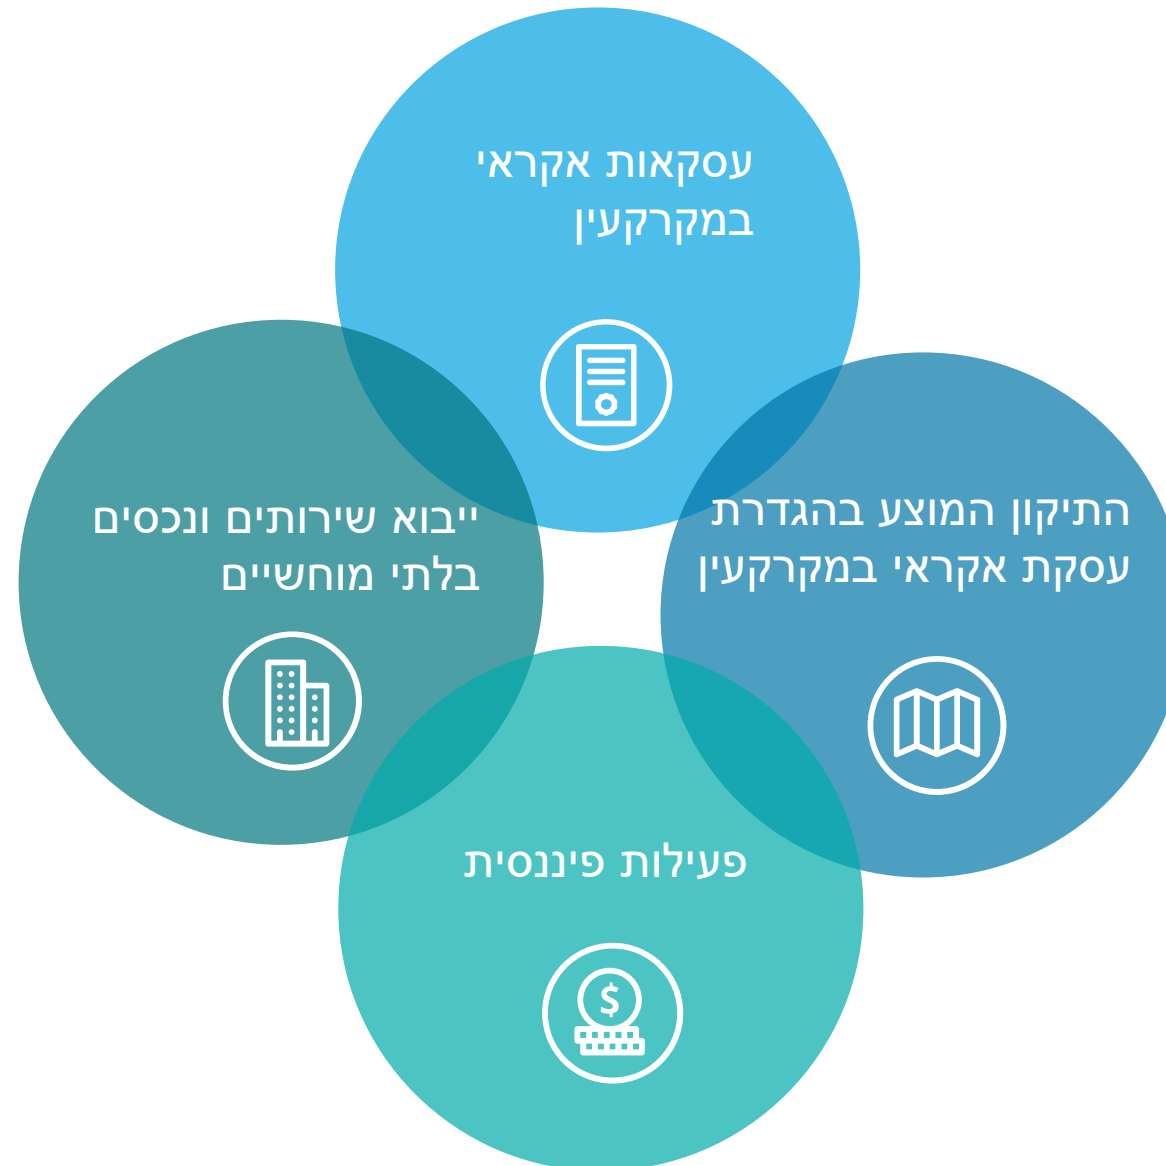 עסקאות אקראי
במקרקעין
התיקון המוצע בהגדרת
עסקת אקראי במקרקעין
ייבוא שירותים ונכסים
בלתי מוחשיים
פעילות פיננסית
$